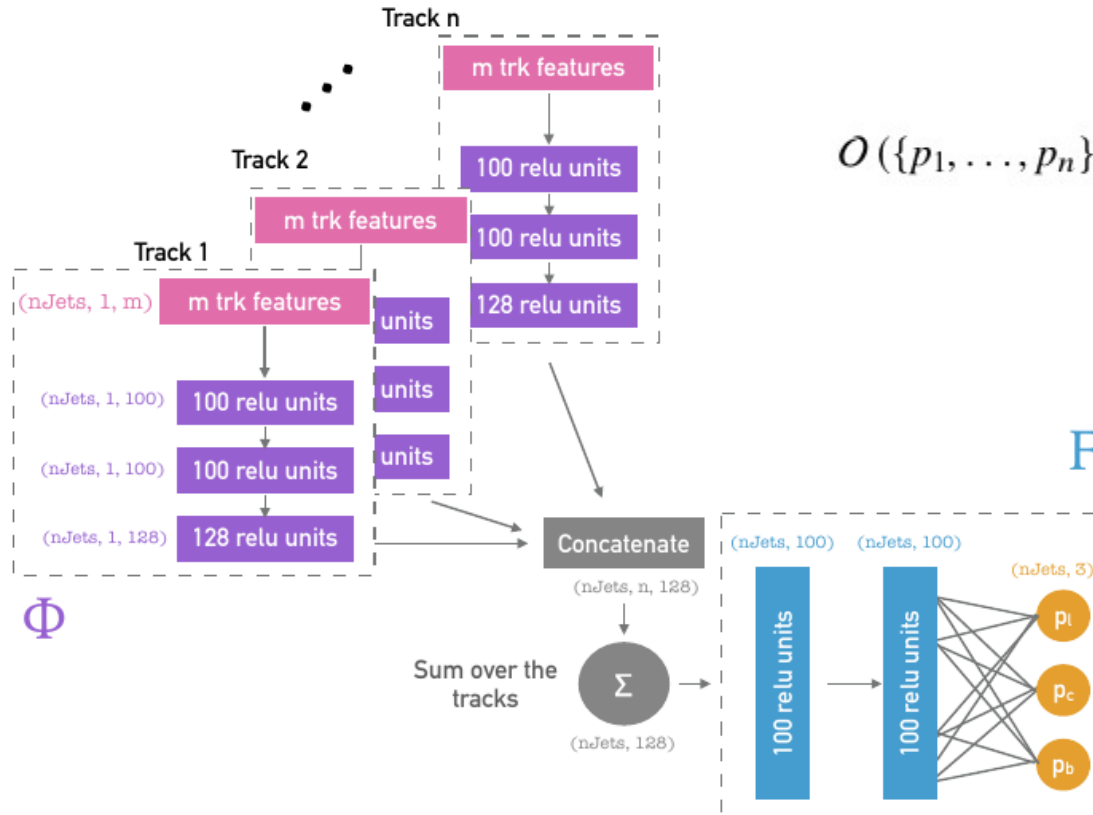 Track n
m trk features
100 relu units
100 relu units
128 relu units
O ({p1, . . . , pn}
Track 2
m trk features
units
units
units
Track 1
(nJets, 1, m)
m trk features
(nJets, 1, 100)
100 relu units
(nJets, 1, 100)
100 relu units
(nJets, 1, 128)
128 relu units
Φ
Concatenate
(nJets, n, 128)
Sum over the
tracks
Σ
(nJets, 128)
F
(nJets, 100)
(nJets, 100)
100 relu units
100 relu units
(nJets, 3)
pl
pc
pb